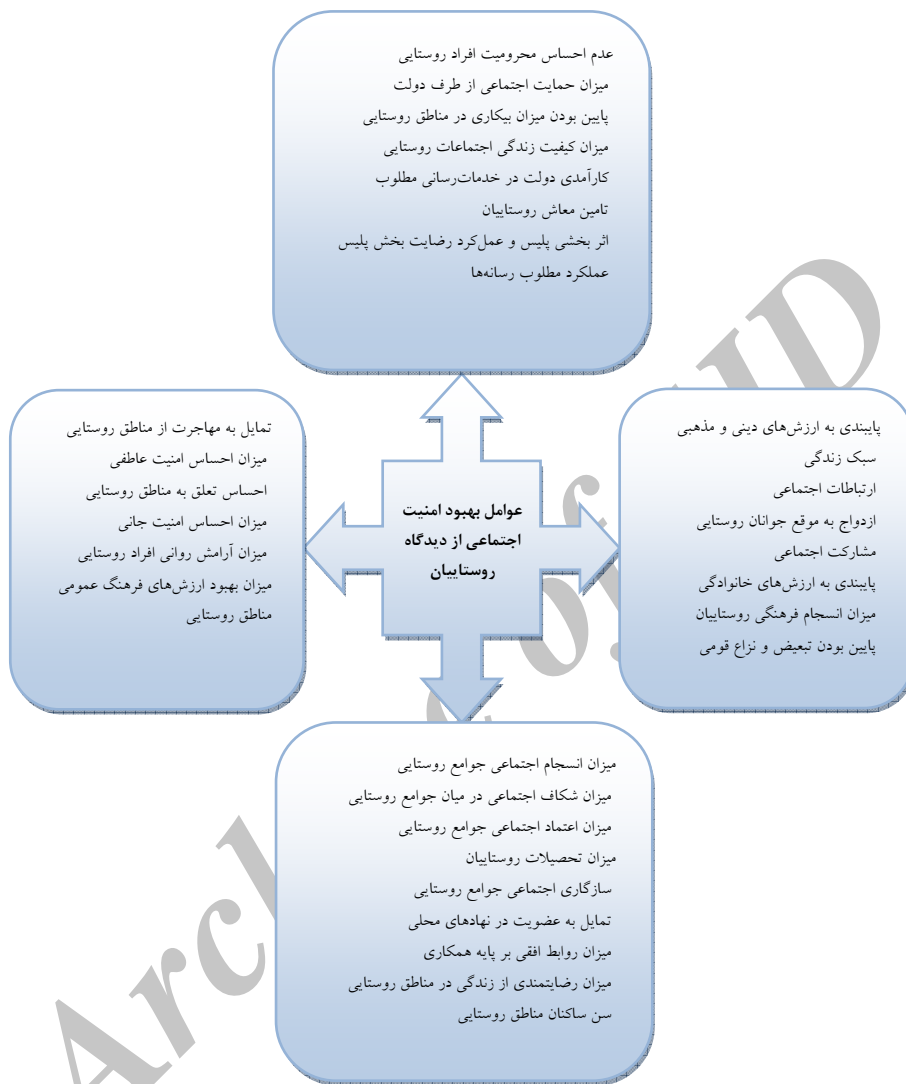 عدم احساس محرومیت افراد روستایی
میزان حمایت اجتماعی از طرف دولت
پایین بودن میزان بیکاری در مناطق روستایی
میزان کیفیت زندگی اجتماعات روستایی
کارآمدی دولت در خدمات‌رسانی مطلوب
تامین معاش روستاییان
اثر بخشی پلیس و عمل‌کرد رضایت بخش پلیس
عملکرد مطلوب رسانه‌ها
پایبندی به ارزش‌های دینی و مذهبی
سبک زندگی
ارتباطات اجتماعی
ازدواج به موقع جوانان روستایی
مشارکت اجتماعی
پایبندی به ارزش‌های خانوادگی
میزان انسجام فرهنگی روستاییان
پایین بودن تبعیض و نزاع قومی
عوامل بهبود امنیت
اجتماعی از دیدگاه
روستاییان
تمایل به مهاجرت از مناطق روستایی
میزان احساس امنیت عاطفی
احساس تعلق به مناطق روستایی
میزان احساس امنیت جانی
میزان آرامش روانی افراد روستایی
میزان بهبود ارزش‌های فرهنگ عمومی
مناطق روستایی
میزان انسجام اجتماعی جوامع روستایی
میزان شکاف اجتماعی در میان جوامع روستایی
میزان اعتماد اجتماعی جوامع روستایی
میزان تحصیلات روستاییان
سازگاری اجتماعی جوامع روستایی
تمایل به عضویت در نهادهای محلی
میزان روابط افقی بر پایه همکاری
میزان رضایتمندی از زندگی در مناطق روستایی
سن ساکنان مناطق روستایی
of